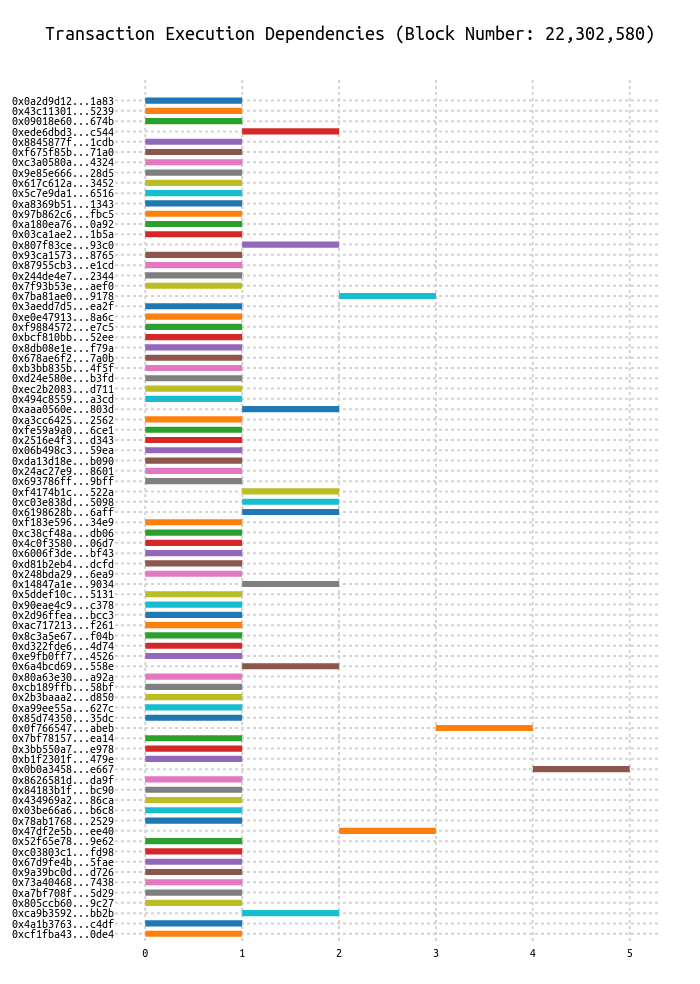 Transaction Execution Dependencies (Block Number: 22,302,580)
0x0a2d9d12...1a83
0x43c11301...5239
0x09018e60...674b
0xede6dbd3...c544
0x8845877f...1cdb
0xf675f85b...71a0
0xc3a0580a...4324
0x9e85e666...28d5
0x617c612a...3452
0x5c7e9da1...6516
0xa8369b51...1343
0x97b862c6...fbc5
0xa180ea76...0a92
0x03ca1ae2...1b5a
0x807f83ce...93c0
0x93ca1573...8765
0x87955cb3...e1cd
0x244de4e7...2344
0x7f93b53e...aef0
0x7ba81ae0...9178
0x3aedd7d5...ea2f
0xe0e47913...8a6c
0xf9884572...e7c5
0xbcf810bb...52ee
0x8db08e1e...f79a
0x678ae6f2...7a0b
0xb3bb835b...4f5f
0xd24e580e...b3fd
0xec2b2083...d711
0x494c8559...a3cd
0xaaa0560e...803d
0xa3cc6425...2562
0xfe59a9a0...6ce1
0x2516e4f3...d343
0x06b498c3...59ea
0xda13d18e...b090
0x24ac27e9...8601
0x693786ff...9bff
0xf4174b1c...522a
0xc03e838d...5098
0x6198628b...6aff
0xf183e596...34e9
0xc38cf48a...db06
0x4c0f3580...06d7
0x6006f3de...bf43
0xd81b2eb4...dcfd
0x248bda29...6ea9
0x14847a1e...9034
0x5ddef10c...5131
0x90eae4c9...c378
0x2d96ffea...bcc3
0xac717213...f261
0x8c3a5e67...f04b
0xd322fde6...4d74
0xe9fb0ff7...4526
0x6a4bcd69...558e
0x80a63e30...a92a
0xcb189ffb...58bf
0x2b3baaa2...d850
0xa99ee55a...627c
0x85d74350...35dc
0x0f766547...abeb
0x7bf78157...ea14
0x3bb550a7...e978
0xb1f2301f...479e
0x0b0a3458...e667
0x8626581d...da9f
0x84183b1f...bc90
0x434969a2...86ca
0x03be66a6...b6c8
0x78ab1768...2529
0x47df2e5b...ee40
0x52f65e78...9e62
0xc03803c1...fd98
0x67d9fe4b...5fae
0x9a39bc0d...d726
0x73a40468...7438
0xa7bf708f...5d29
0x805ccb60...9c27
0xca9b3592...bb2b
0x4a1b3763...c4df
0xcf1fba43...0de4
0 1 2 3 4 5